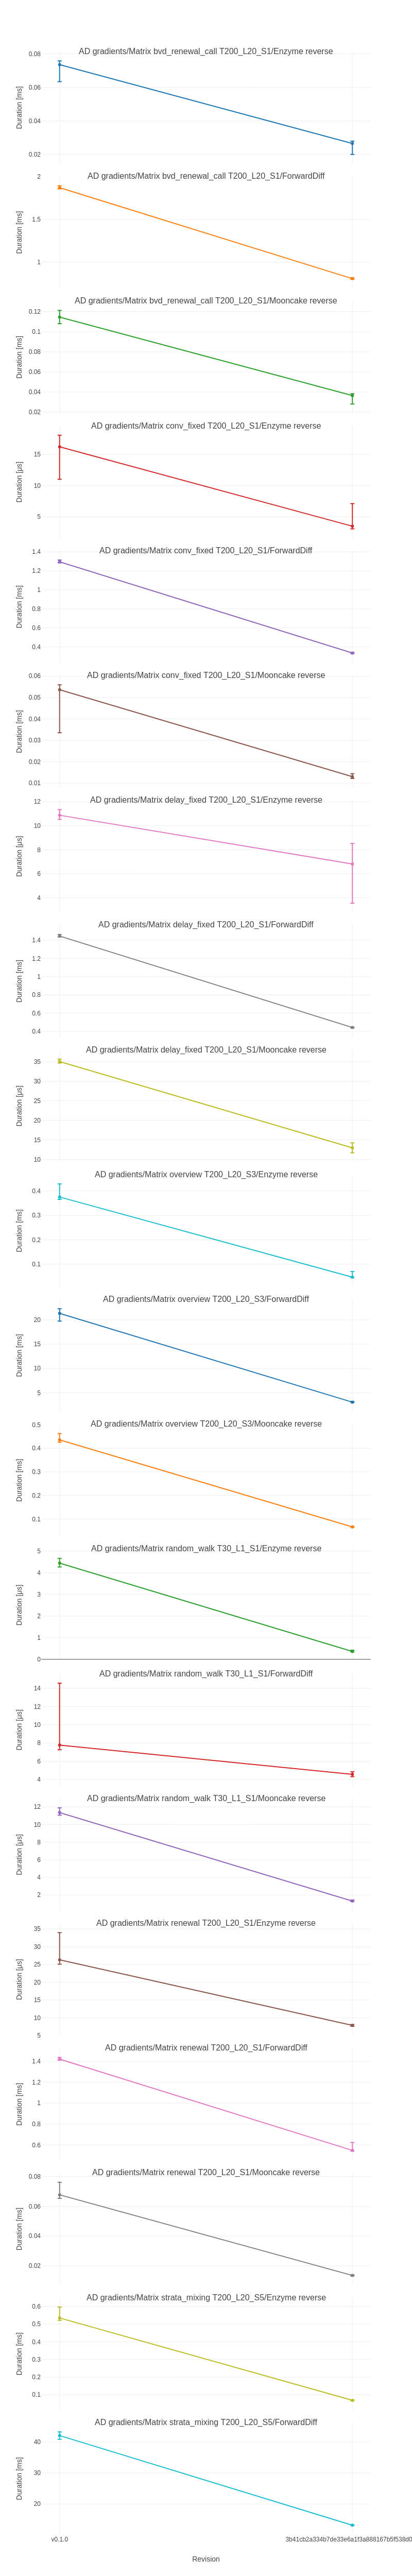 AD gradients/Matrix bvd_renewal_call T200_L20_S1/Enzyme reverse
0.08
0.06
0.04
0.02
Duration [ms]
AD gradients/Matrix bvd_renewal_call T200_L20_S1/ForwardDiff
2
1.5
1
Duration [ms]
AD gradients/Matrix bvd_renewal_call T200_L20_S1/Mooncake reverse
0.12
0.1
0.08
0.06
0.04
0.02
Duration [ms]
AD gradients/Matrix conv_fixed T200_L20_S1/Enzyme reverse
15
10
5
Duration [μs]
AD gradients/Matrix conv_fixed T200_L20_S1/ForwardDiff
1.4
1.2
1
0.8
0.6
0.4
Duration [ms]
AD gradients/Matrix conv_fixed T200_L20_S1/Mooncake reverse
0.06
0.05
0.04
0.03
0.02
0.01
Duration [ms]
AD gradients/Matrix delay_fixed T200_L20_S1/Enzyme reverse
12
10
8
6
4
Duration [μs]
AD gradients/Matrix delay_fixed T200_L20_S1/ForwardDiff
1.4
1.2
1
0.8
0.6
0.4
Duration [ms]
AD gradients/Matrix delay_fixed T200_L20_S1/Mooncake reverse
35
30
25
20
15
10
Duration [μs]
AD gradients/Matrix overview T200_L20_S3/Enzyme reverse
0.4
0.3
0.2
0.1
Duration [ms]
AD gradients/Matrix overview T200_L20_S3/ForwardDiff
20
15
10
5
Duration [ms]
AD gradients/Matrix overview T200_L20_S3/Mooncake reverse
0.5
0.4
0.3
0.2
0.1
Duration [ms]
AD gradients/Matrix random_walk T30_L1_S1/Enzyme reverse
5
4
3
2
1
0
Duration [μs]
AD gradients/Matrix random_walk T30_L1_S1/ForwardDiff
14
12
10
8
6
4
Duration [μs]
AD gradients/Matrix random_walk T30_L1_S1/Mooncake reverse
12
10
8
6
4
2
Duration [μs]
AD gradients/Matrix renewal T200_L20_S1/Enzyme reverse
35
30
25
20
15
10
5
Duration [μs]
AD gradients/Matrix renewal T200_L20_S1/ForwardDiff
1.4
1.2
1
0.8
0.6
Duration [ms]
AD gradients/Matrix renewal T200_L20_S1/Mooncake reverse
0.08
0.06
0.04
0.02
Duration [ms]
AD gradients/Matrix strata_mixing T200_L20_S5/Enzyme reverse
0.6
0.5
0.4
0.3
0.2
0.1
Duration [ms]
AD gradients/Matrix strata_mixing T200_L20_S5/ForwardDiff
40
30
20
Duration [ms]
v0.1.0
3b41cb2a334b7de33e6a1f3a888167b5f538d0
Revision